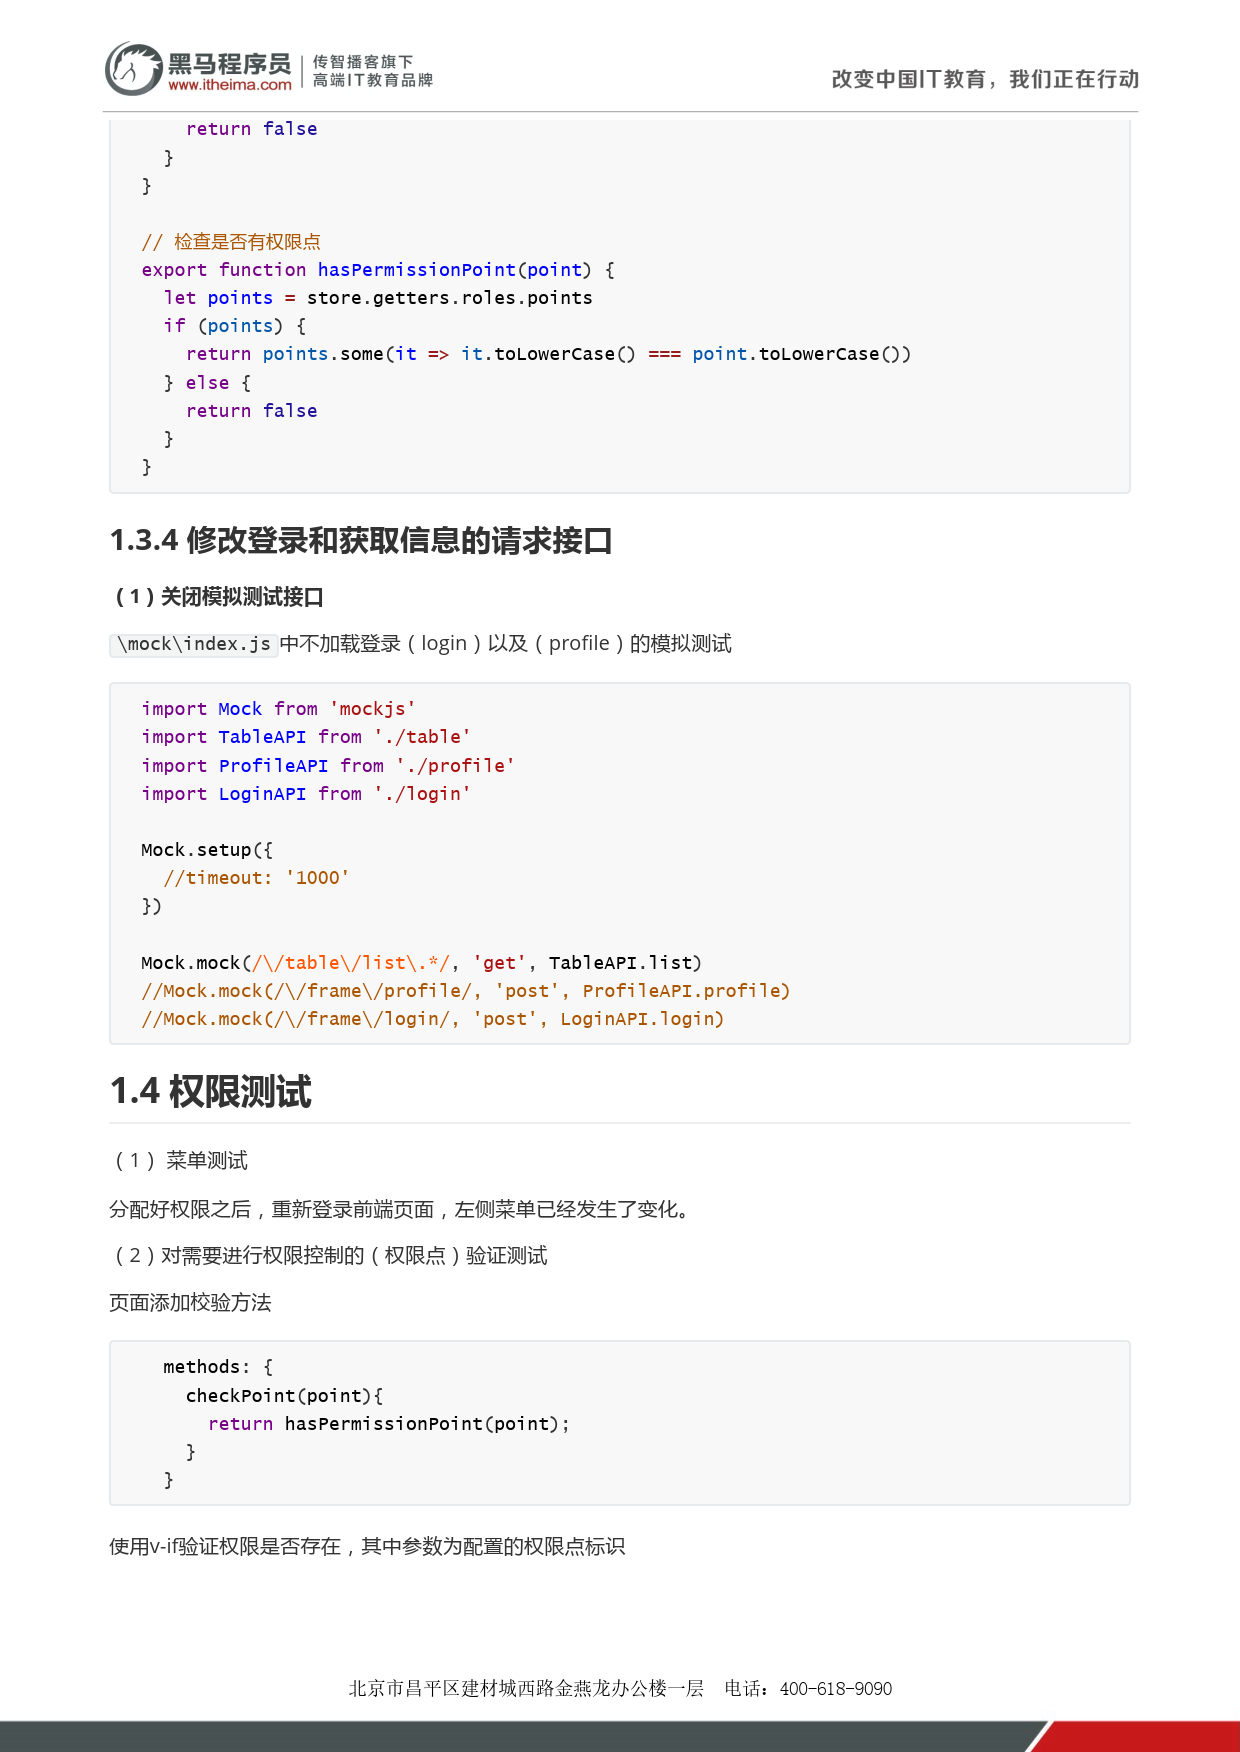 黑马程序员
www.itheima.com
传智播客旗下
高端IT教育品牌
改变中国IT教育，我们正在行动
    return false
  }
}
// 检查是否有权限点
export function hasPermissionPoint(point) {
  let points = store.getters.roles.points
  if (points) {
    return points.some(it => it.toLowerCase() === point.toLowerCase())
  } else {
    return false
  }
}
1.3.4 修改登录和获取信息的请求接口
（1）关闭模拟测试接口
\mock\index.js中不加载登录（login）以及（profile）的模拟测试
import Mock from 'mockjs'
import TableAPI from './table'
import ProfileAPI from './profile'
import LoginAPI from './login'
Mock.setup({
  //timeout: '1000'
})
Mock.mock(/\/table\/list\.*/, 'get', TableAPI.list)
//Mock.mock(/\/frame\/profile/, 'post', ProfileAPI.profile)
//Mock.mock(/\/frame\/login/, 'post', LoginAPI.login)
1.4 权限测试
（1） 菜单测试
分配好权限之后，重新登录前端页面，左侧菜单已经发生了变化。
（2）对需要进行权限控制的（权限点）验证测试
页面添加校验方法
  methods: {
    checkPoint(point){
      return hasPermissionPoint(point);
    }
  }
使用v-if验证权限是否存在，其中参数为配置的权限点标识
北京市昌平区建材城西路金燕龙办公楼一层 电话：400-618-9090